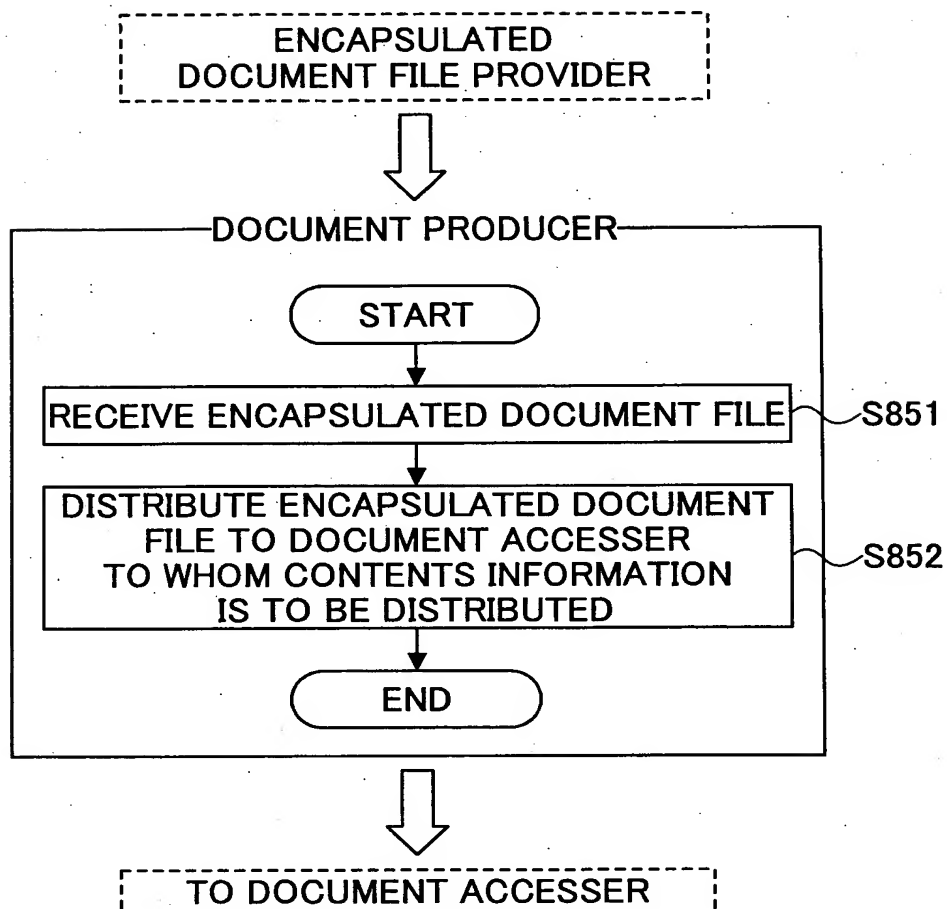 ENCAPSULATED
DOCUMENT FILE PROVIDER
DOCUMENT PRODUCER
START
RECEIVE ENCAPSULATED DOCUMENT FILE
S851
DISTRIBUTE ENCAPSULATED DOCUMENT
FILE TO DOCUMENT ACCESSER
TO WHOM CONTENTS INFORMATION
IS TO BE DISTRIBUTED
S852
END
TO DOCUMENT ACCESSER